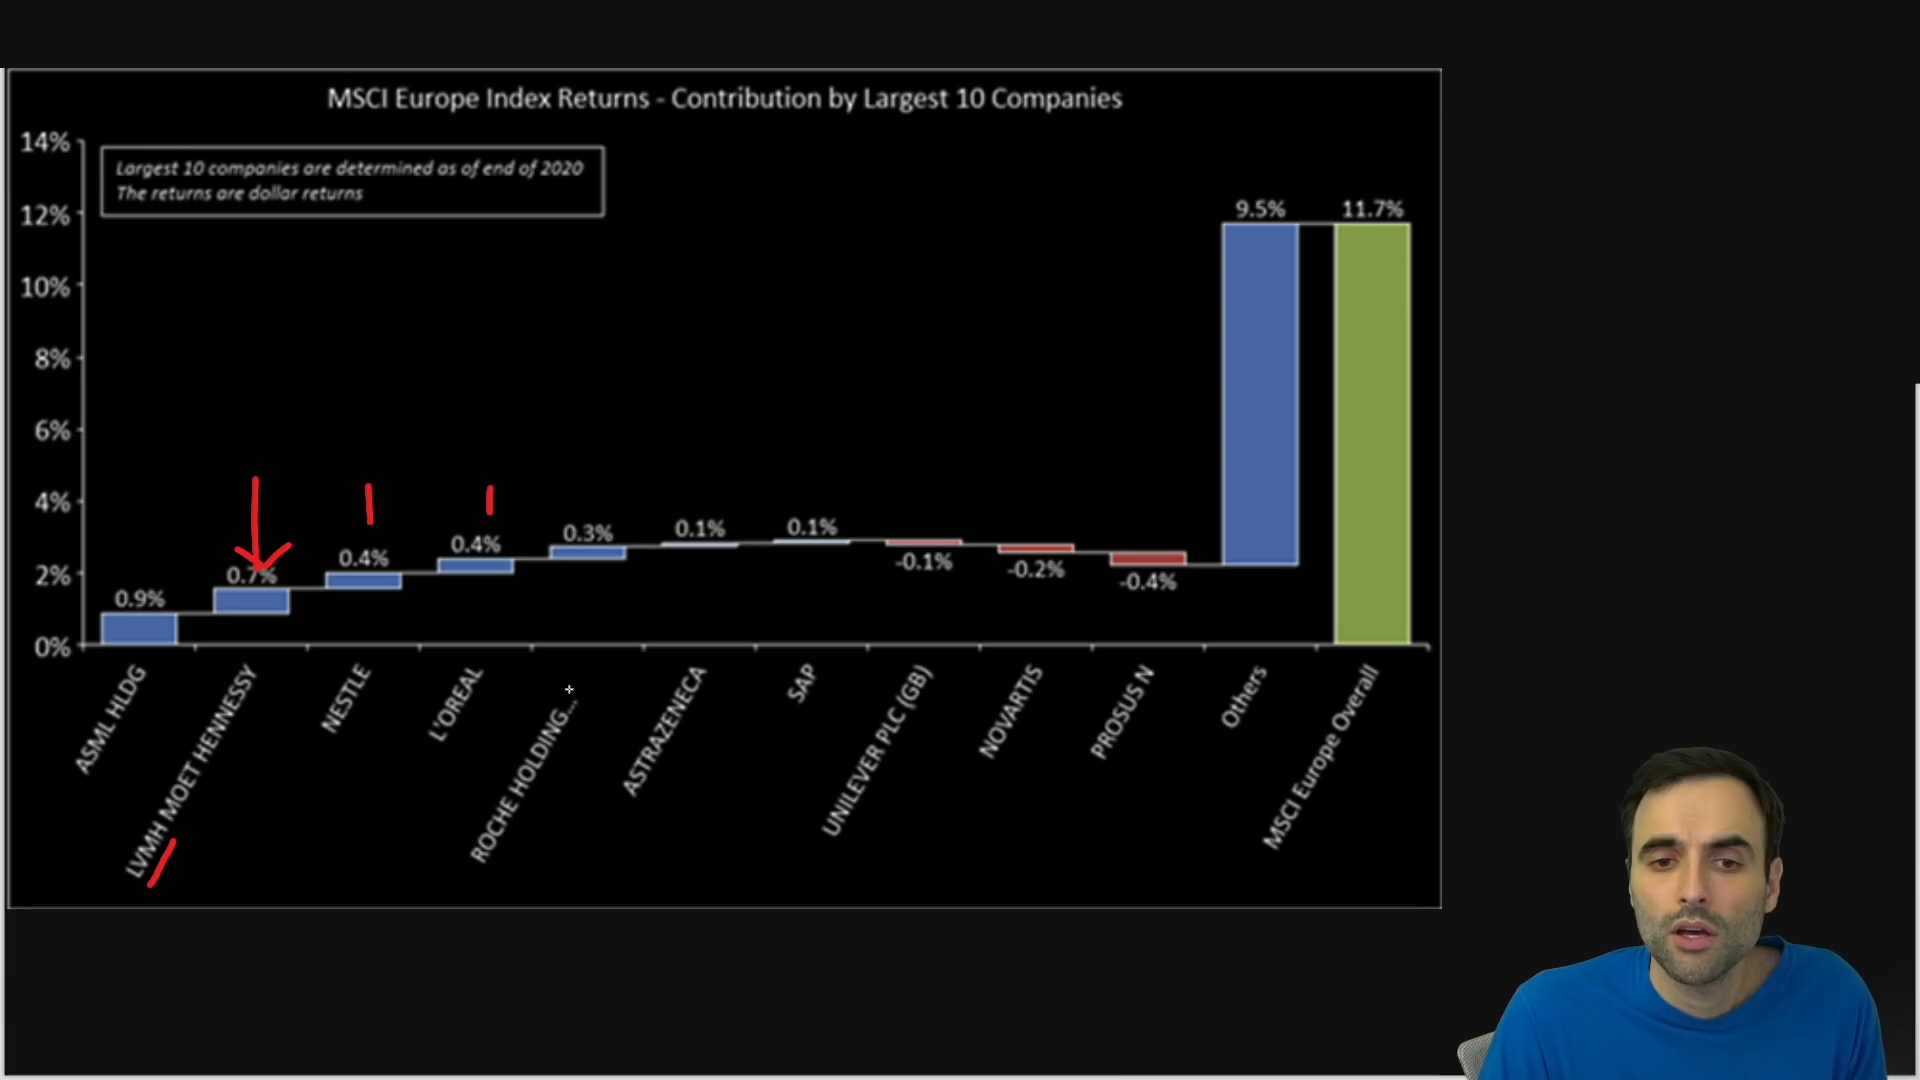 MSCI Europe Index Returns - Contribution by Largest 10 Companies
14%
Largest 10 companies are determined as of end of 2020
The returns are dollar returns
12%
10%
8%
6%
4%
2%
0%
0.9%
0.7%
0.4%
0.4%
0.3%
0.1%
0.1%
-0.1%
-0.2%
-0.4%
9.5%
11.7%
ASML HLDG
LVMH MOET HENNESSY
NESTLE
L'OREAL
ROCHE HOLDING...
ASTRAZENECA
SAP
UNILEVER PLC (GB)
NOVARTIS
PROSUS N
Others
MSCI Europe Overall